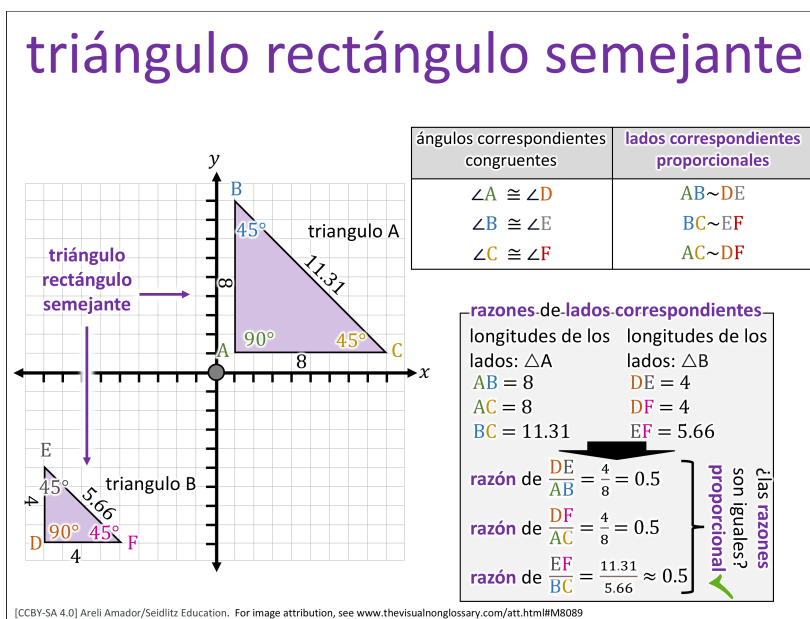 triángulo rectángulo semejante
ángulos correspondientes congruentes
lados correspondientes proporcionales
∠A ≅ ∠D
AB~DE
∠B ≅ ∠E
BC~EF
∠C ≅ ∠F
AC~DF
y
B
45°
triangulo A
11.31
8
triángulo
rectángulo
semejante
A
90°
45°
C
8
x
E
45°
triangulo B
5.66
4
D
90°
45°
F
4
razones de lados correspondientes
longitudes de los
lados: △A
AB = 8
AC = 8
BC = 11.31
longitudes de los
lados: △B
DE = 4
DF = 4
EF = 5.66
razón de DE/AB = 4/8 = 0.5
razón de DF/AC = 4/8 = 0.5
razón de EF/BC = 11.31/5.66 ≈ 0.5
¿las razones
son iguales?
proporcional
[CCBY-SA 4.0] Areli Amador/Seidlitz Education. For image attribution, see www.thevisualnonglossary.com/att.html#M8089